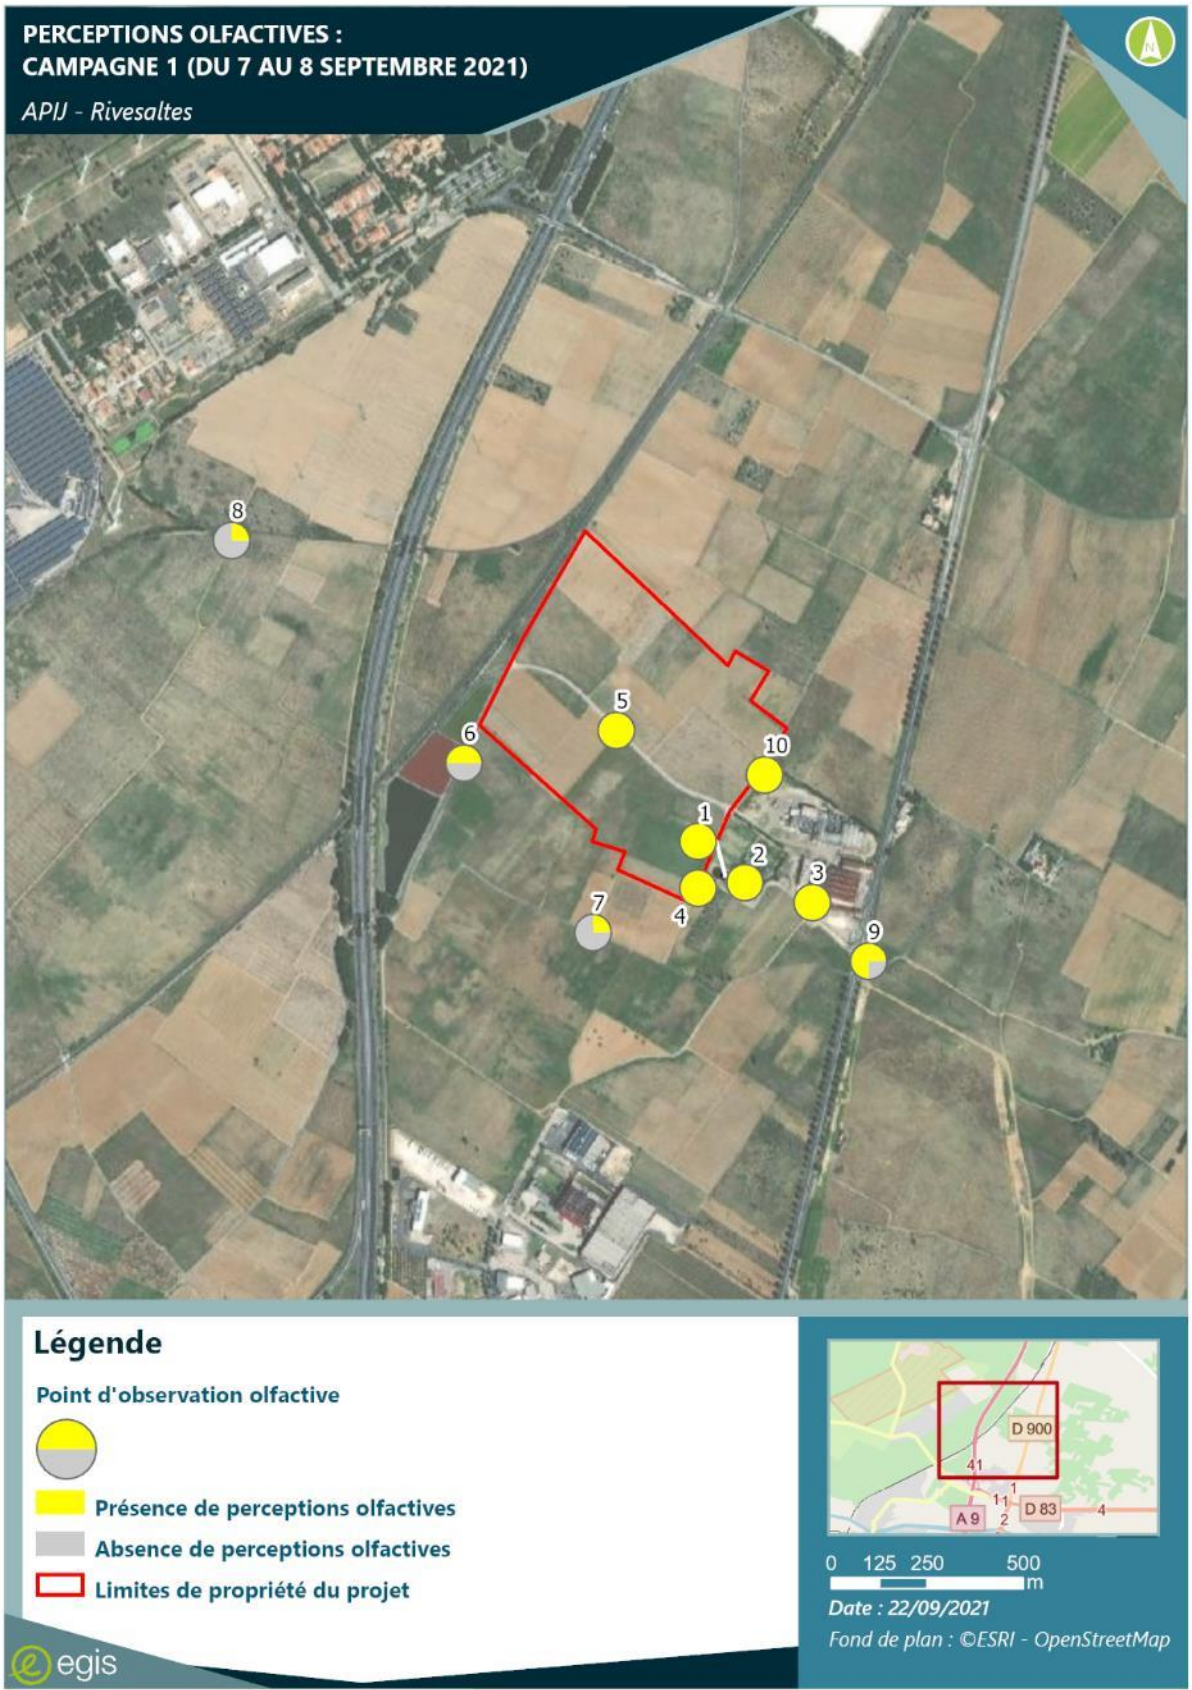 PERCEPTIONS OLFACTIVES :
CAMPAGNE 1 (DU 7 AU 8 SEPTEMBRE 2021)
APIJ - Rivesaltes
N
8
5
6
10
1
2
3
4
7
9
Légende
Point d'observation olfactive
Présence de perceptions olfactives
Absence de perceptions olfactives
Limites de propriété du projet
egis
D 900
41
1
11
D 83
4
A 9
2
0 125 250 500
m
Date : 22/09/2021
Fond de plan : ©ESRI - OpenStreetMap